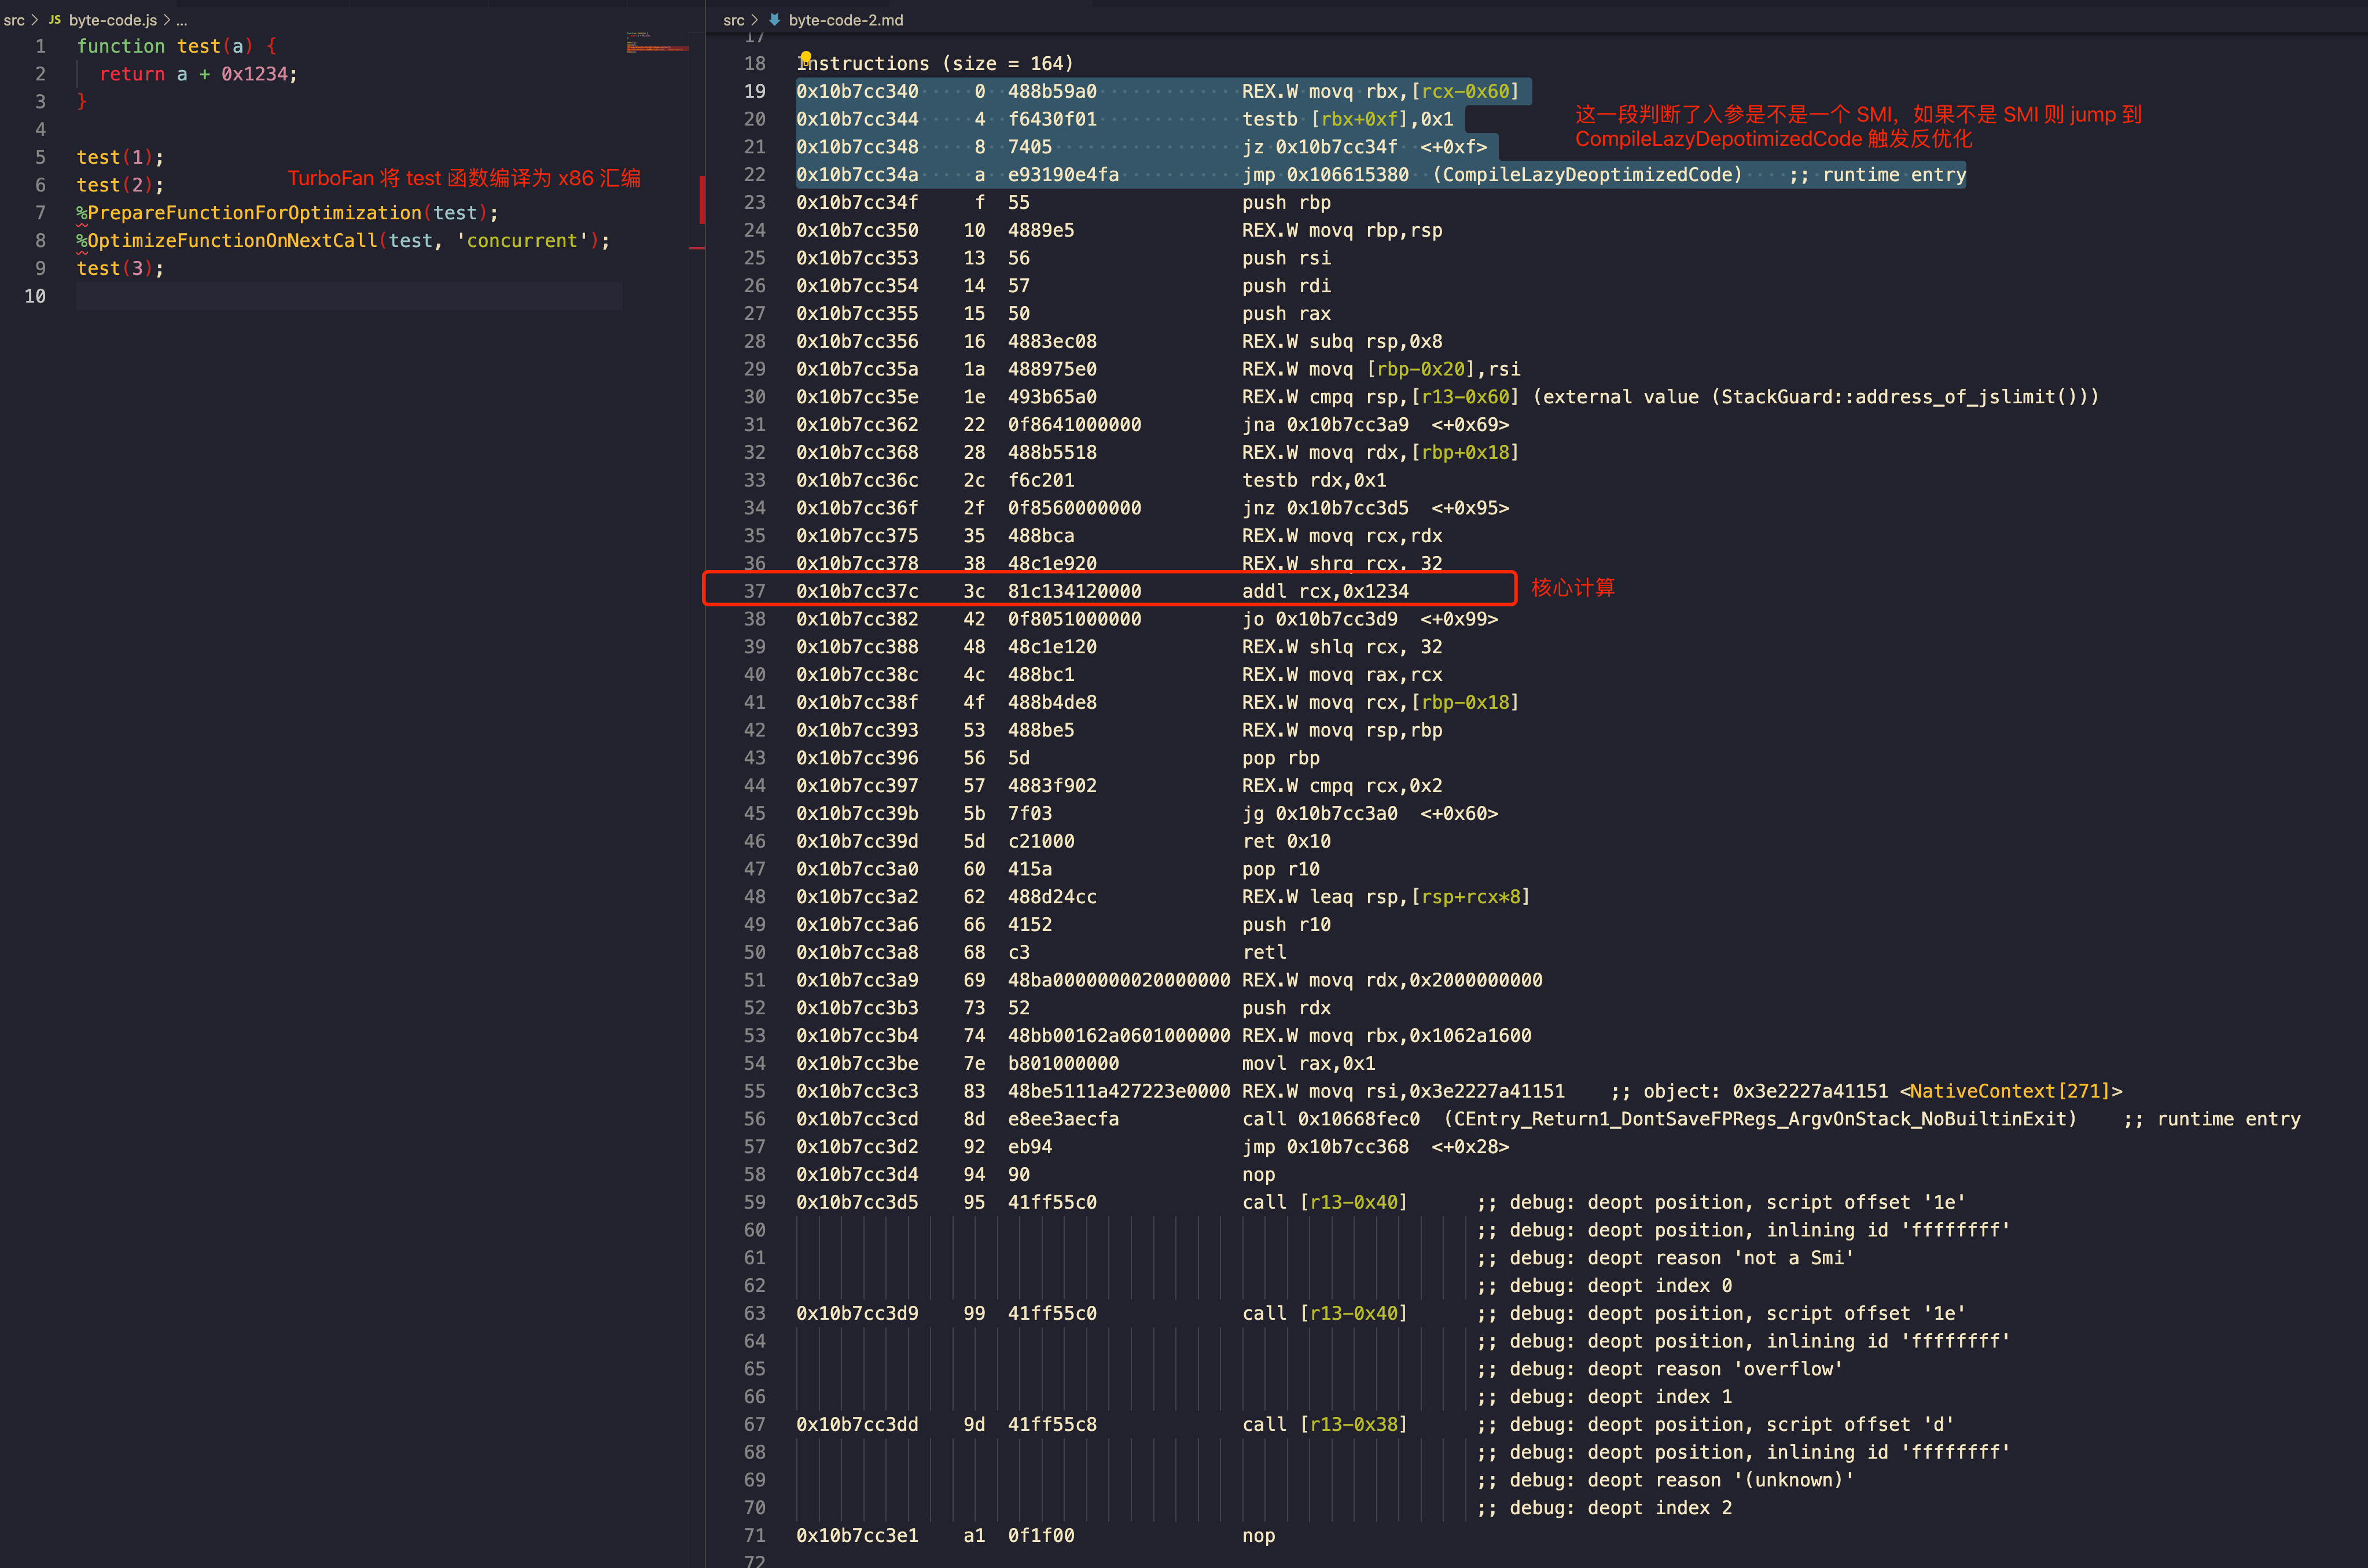 src > JS byte-code.js > ...
1 function test(a) {
2 return a + 0x1234;
3 }
4
5 test(1);
6 test(2);
TurboFan 将 test 函数编译为 x86 汇编
7 %PrepareFunctionForOptimization(test);
8 %OptimizeFunctionOnNextCall(test, 'concurrent');
9 test(3);
10
src > byte-code-2.md
17
18 Instructions (size = 164)
19 0x10b7cc340 0 488b59a0 REX.W movq rbx,[rcx-0x60]
20 0x10b7cc344 4 f6430f01 testb [rbx+0xf],0x1
21 0x10b7cc348 8 7405 jz 0x10b7cc34f <+0xf>
22 0x10b7cc34a a e93190e4fa jmp 0x106615380 (CompileLazyDeoptimizedCode) ;; runtime entry
这一段判断了入参是不是一个 SMI，如果不是 SMI 则 jump 到
CompileLazyDepotimizedCode 触发反优化
23 0x10b7cc34f f 55 push rbp
24 0x10b7cc350 10 4889e5 REX.W movq rbp,rsp
25 0x10b7cc353 13 56 push rsi
26 0x10b7cc354 14 57 push rdi
27 0x10b7cc355 15 50 push rax
28 0x10b7cc356 16 4883ec08 REX.W subq rsp,0x8
29 0x10b7cc35a 1a 488975e0 REX.W movq [rbp-0x20],rsi
30 0x10b7cc35e 1e 493b65a0 REX.W cmpq rsp,[r13-0x60] (external value (StackGuard::address_of_jslimit()))
31 0x10b7cc362 22 0f8641000000 jna 0x10b7cc3a9 <+0x69>
32 0x10b7cc368 28 488b5518 REX.W movq rdx,[rbp+0x18]
33 0x10b7cc36c 2c f6c201 testb rdx,0x1
34 0x10b7cc36f 2f 0f8560000000 jnz 0x10b7cc3d5 <+0x95>
35 0x10b7cc375 35 488bca REX.W movq rcx,rdx
36 0x10b7cc378 38 48c1e920 REX.W shrq rcx, 32
37 0x10b7cc37c 3c 81c134120000 addl rcx,0x1234
核心计算
38 0x10b7cc382 42 0f8051000000 jo 0x10b7cc3d9 <+0x99>
39 0x10b7cc388 48 48c1e120 REX.W shlq rcx, 32
40 0x10b7cc38c 4c 488bc1 REX.W movq rax,rcx
41 0x10b7cc38f 4f 488b4de8 REX.W movq rcx,[rbp-0x18]
42 0x10b7cc393 53 488be5 REX.W movq rsp,rbp
43 0x10b7cc396 56 5d pop rbp
44 0x10b7cc397 57 4883f902 REX.W cmpq rcx,0x2
45 0x10b7cc39b 5b 7f03 jg 0x10b7cc3a0 <+0x60>
46 0x10b7cc39d 5d c21000 ret 0x10
47 0x10b7cc3a0 60 415a pop r10
48 0x10b7cc3a2 62 488d24cc REX.W leaq rsp,[rsp+rcx*8]
49 0x10b7cc3a6 66 4152 push r10
50 0x10b7cc3a8 68 c3 retl
51 0x10b7cc3a9 69 48ba0000000020000000 REX.W movq rdx,0x2000000000
52 0x10b7cc3b3 73 52 push rdx
53 0x10b7cc3b4 74 48bb00162a0601000000 REX.W movq rbx,0x1062a1600
54 0x10b7cc3be 7e b801000000 movl rax,0x1
55 0x10b7cc3c3 83 48be5111a427223e0000 REX.W movq rsi,0x3e2227a41151 ;; object: 0x3e2227a41151 <NativeContext[271]>
56 0x10b7cc3cd 8d e8ee3aecfa call 0x10668fec0 (CEntry_Return1_DontSaveFPRegs_ArgvOnStack_NoBuiltinExit) ;; runtime entry
57 0x10b7cc3d2 92 eb94 jmp 0x10b7cc368 <+0x28>
58 0x10b7cc3d4 94 90 nop
59 0x10b7cc3d5 95 41ff55c0 call [r13-0x40] ;; debug: deopt position, script offset '1e'
60 ;; debug: deopt position, inlining id 'ffffffff'
61 ;; debug: deopt reason 'not a Smi'
62 ;; debug: deopt index 0
63 0x10b7cc3d9 99 41ff55c0 call [r13-0x40] ;; debug: deopt position, script offset '1e'
64 ;; debug: deopt position, inlining id 'ffffffff'
65 ;; debug: deopt reason 'overflow'
66 ;; debug: deopt index 1
67 0x10b7cc3dd 9d 41ff55c8 call [r13-0x38] ;; debug: deopt position, script offset 'd'
68 ;; debug: deopt position, inlining id 'ffffffff'
69 ;; debug: deopt reason '(unknown)'
70 ;; debug: deopt index 2
71 0x10b7cc3e1 a1 0f1f00 nop
72